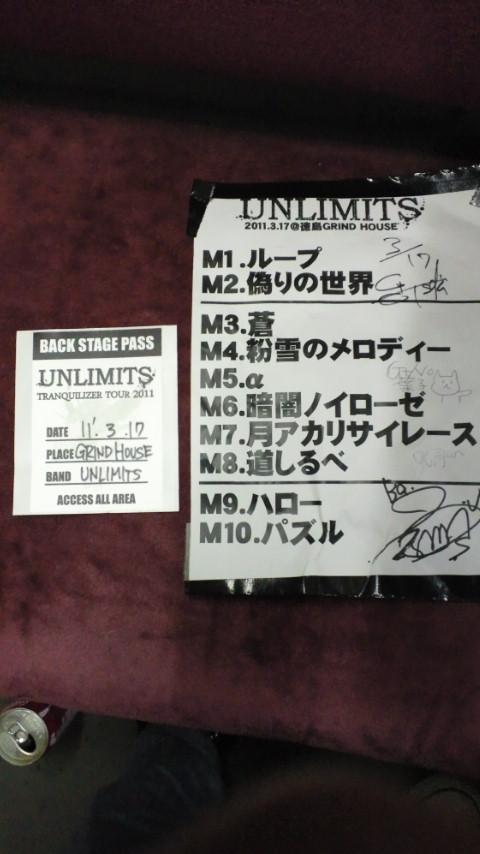 BACK STAGE PASS
UNLIMITS
TRANQUILIZER TOUR 2011
DATE 11'. 3. 17
PLACE GRIND HOUSE
BAND UNLIMITS
ACCESS ALL AREA
UNLIMITS
2011.3.17@徳島GRIND HOUSE
3/17
M1.ループ
M2.偽りの世界
M3.蒼
M4.粉雪のメロディー
M5.α
M6.暗闇ノイローゼ
M7.月アカリサイレース
M8.道しるべ
M9.ハロー
M10.パズル